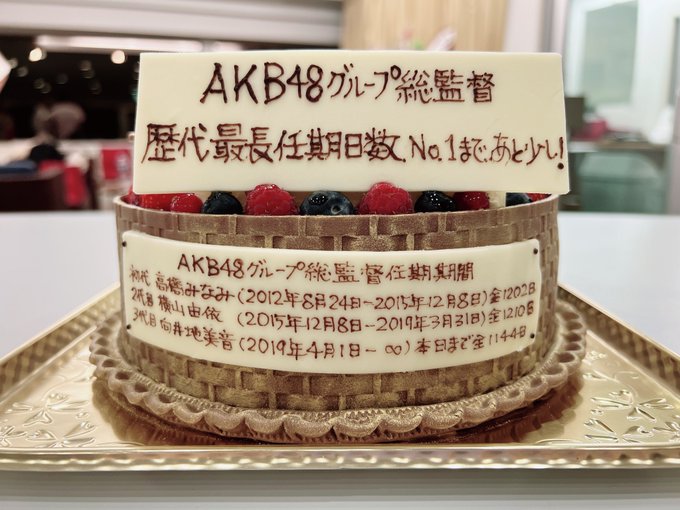 AKB48グループ総監督
歴代最長任期日数 No.1まであと少し!
AKB48グループ総監督任期期間
初代 高橋みなみ(2012年8月24日-2015年12月8日)全1202日
2代目 横山由依 (2015年12月8日-2019年3月31日)全1210日
3代目 向井地美音 (2019年4月1日-∞)本日まで全1144日